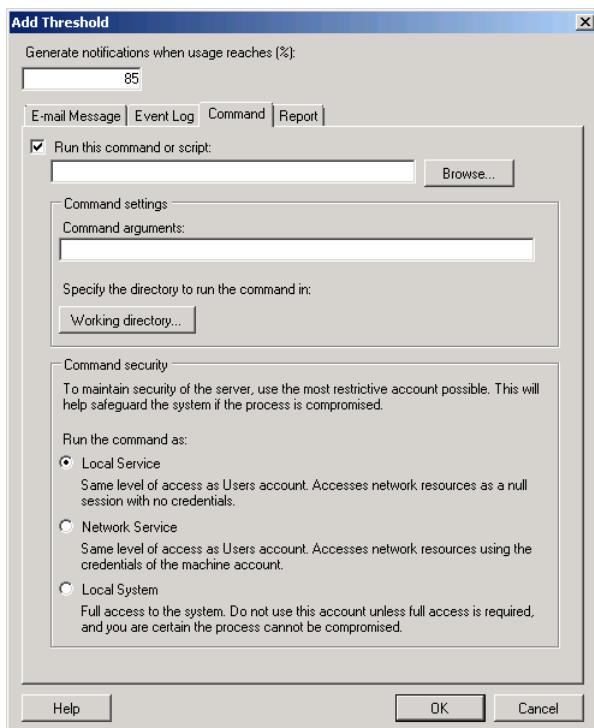 Add Threshold
Generate notifications when usage reaches (%):
85
E-mail Message Event Log Command Report
Run this command or script:
Browse...
Command settings
Command arguments:
Specify the directory to run the command in:
Working directory...
Command security
To maintain security of the server, use the most restrictive account possible. This will
help safeguard the system if the process is compromised.
Run the command as:
Local Service
Same level of access as Users account. Accesses network resources as a null
session with no credentials.
Network Service
Same level of access as Users account. Accesses network resources using the
credentials of the machine account.
Local System
Full access to the system. Do not use this account unless full access is required,
and you are certain the process cannot be compromised.
Help OK Cancel